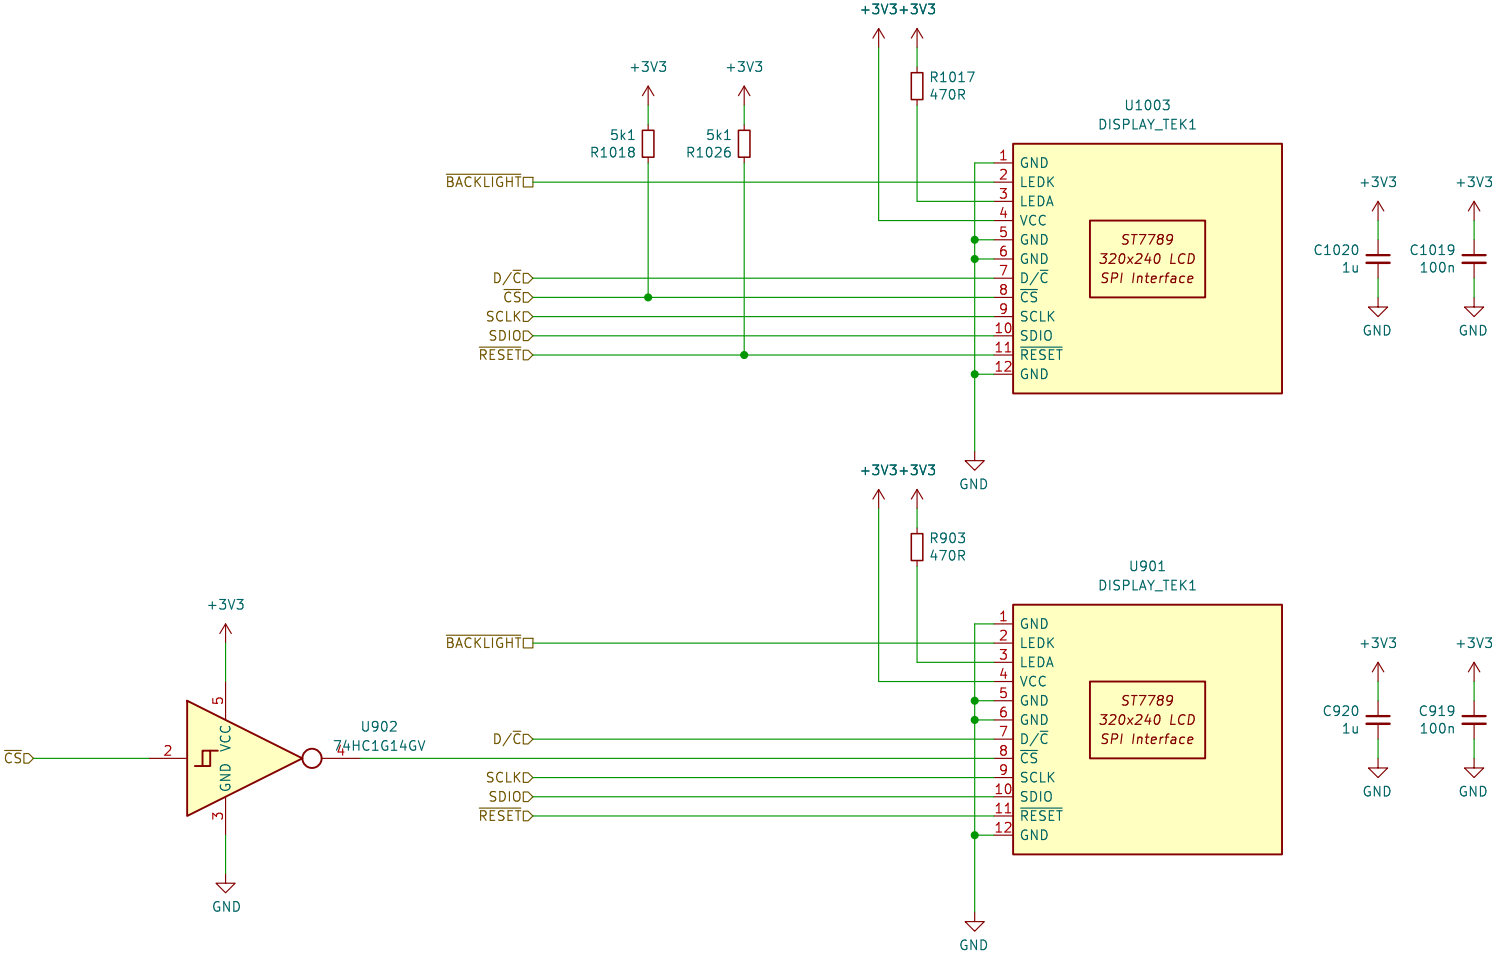 +3V3+3V3
+3V3
+3V3
R1017
470R
U1003
DISPLAY_TEK1
5k1
R1018
5k1
R1026
1 GND
BACKLIGHT
2 LEDK
3 LEDA
4 VCC
5 GND
6 GND
D/C
7 D/C
CS
8 CS
SCLK
9 SCLK
SDIO
10 SDIO
RESET
11 RESET
12 GND
ST7789
320x240 LCD
SPI Interface
+3V3
+3V3
C1020
1u
C1019
100n
GND
GND
GND
+3V3+3V3
R903
470R
U901
DISPLAY_TEK1
+3V3
1 GND
BACKLIGHT
2 LEDK
3 LEDA
4 VCC
5 GND
6 GND
D/C
7 D/C
8 CS
SCLK
9 SCLK
SDIO
10 SDIO
RESET
11 RESET
12 GND
ST7789
320x240 LCD
SPI Interface
+3V3
+3V3
C920
1u
C919
100n
GND
GND
5
VCC
U902
74HC1G14GV
CS
2
4
GND
3
GND
GND